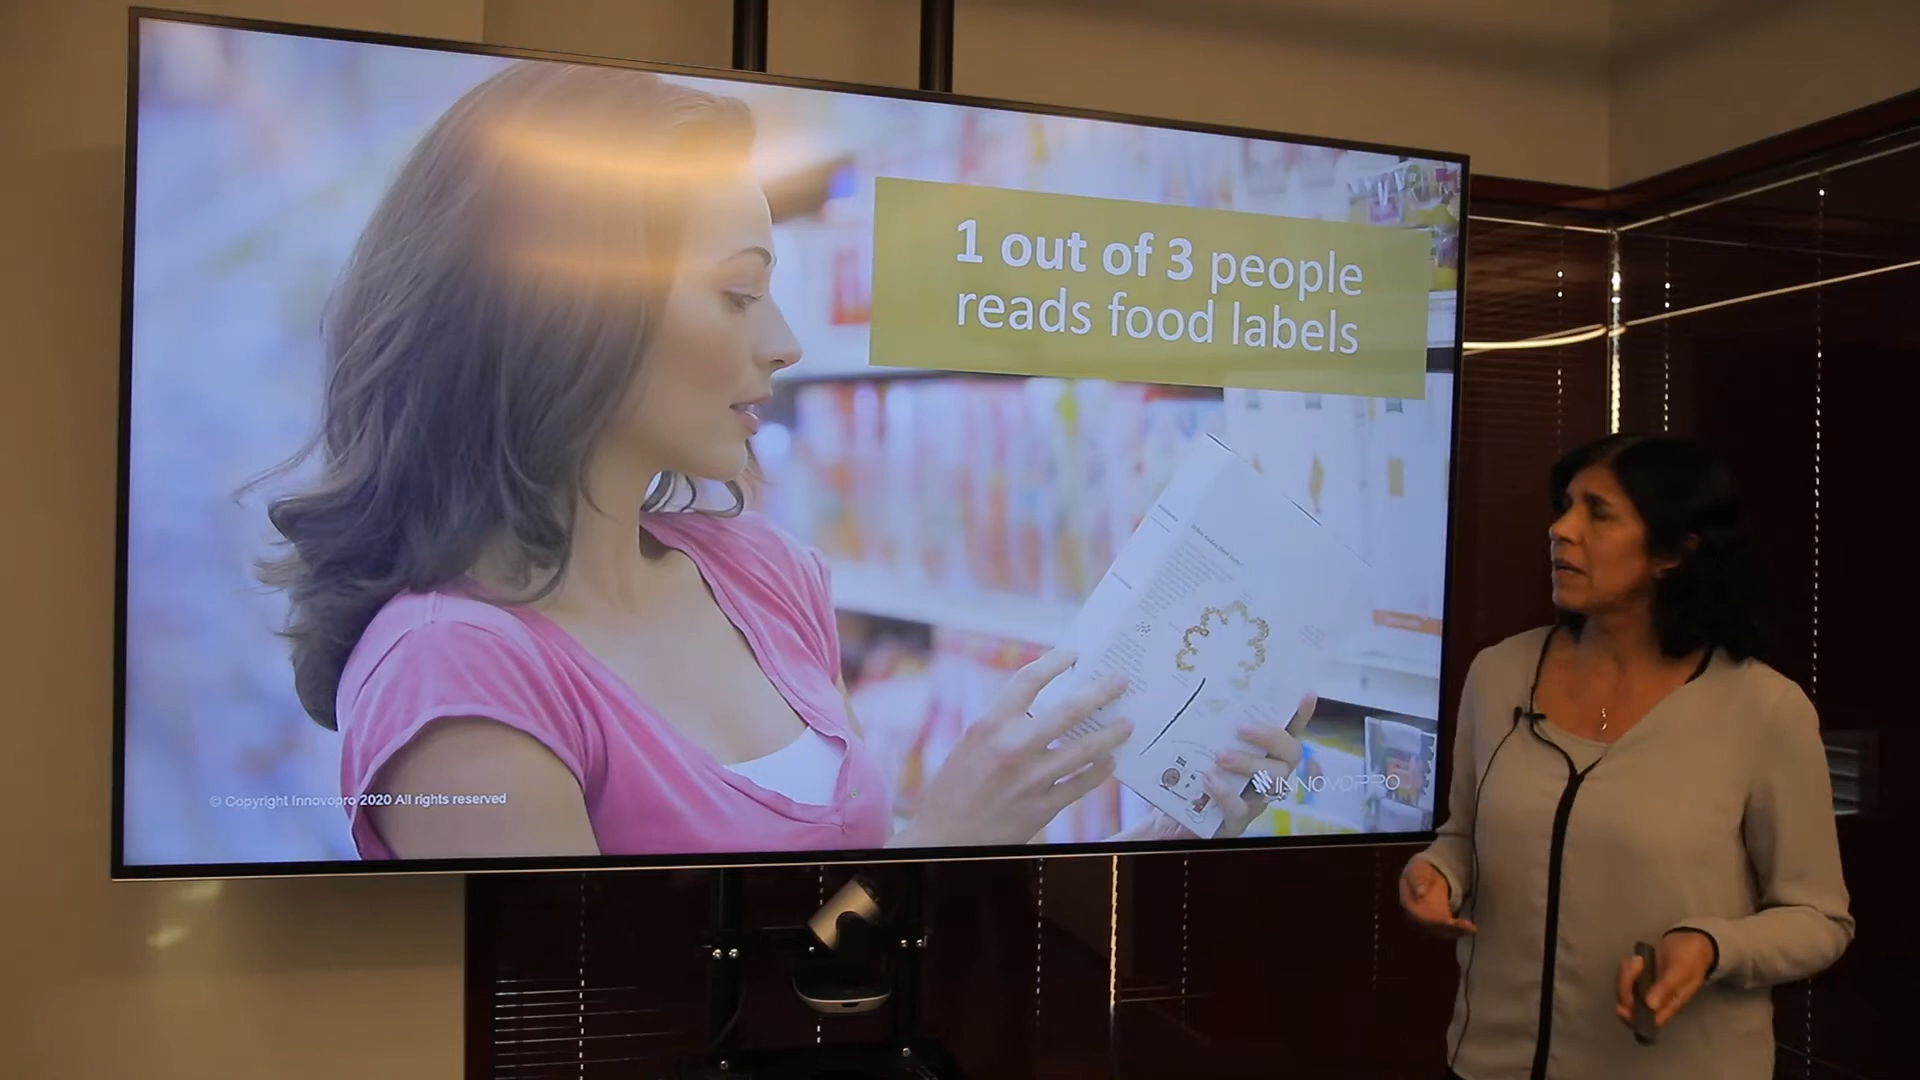 1 out of 3 people
reads food labels
© Copyright Innovopro 2020 All rights reserved
INNOVOPRO